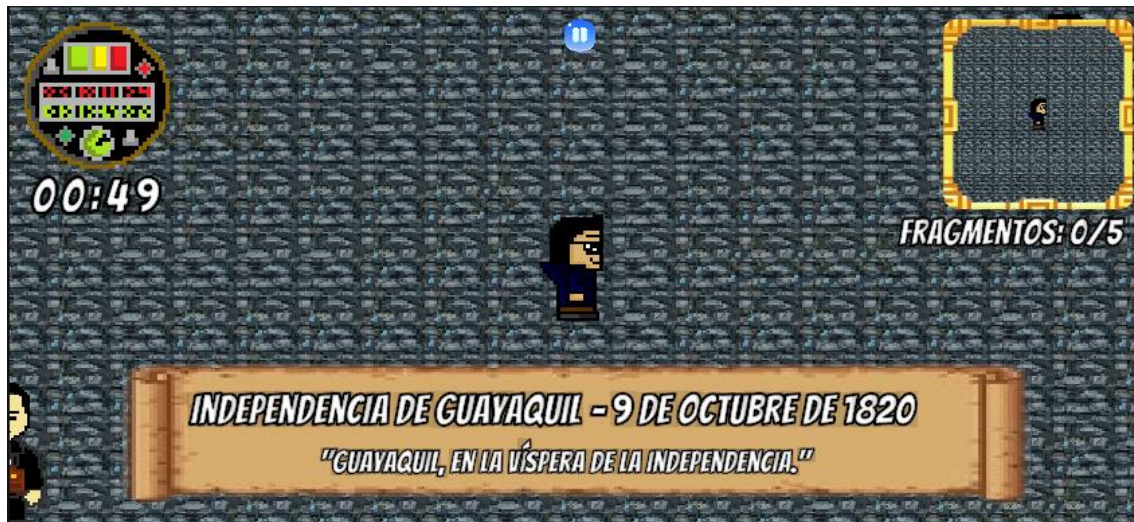 00:49
FRAGMENTOS: 0/5
INDEPENDENCIA DE GUAYAQUIL - 9 DE OCTUBRE DE 1820
"GUAYAQUIL, EN LA VÍSPERA DE LA INDEPENDENCIA."